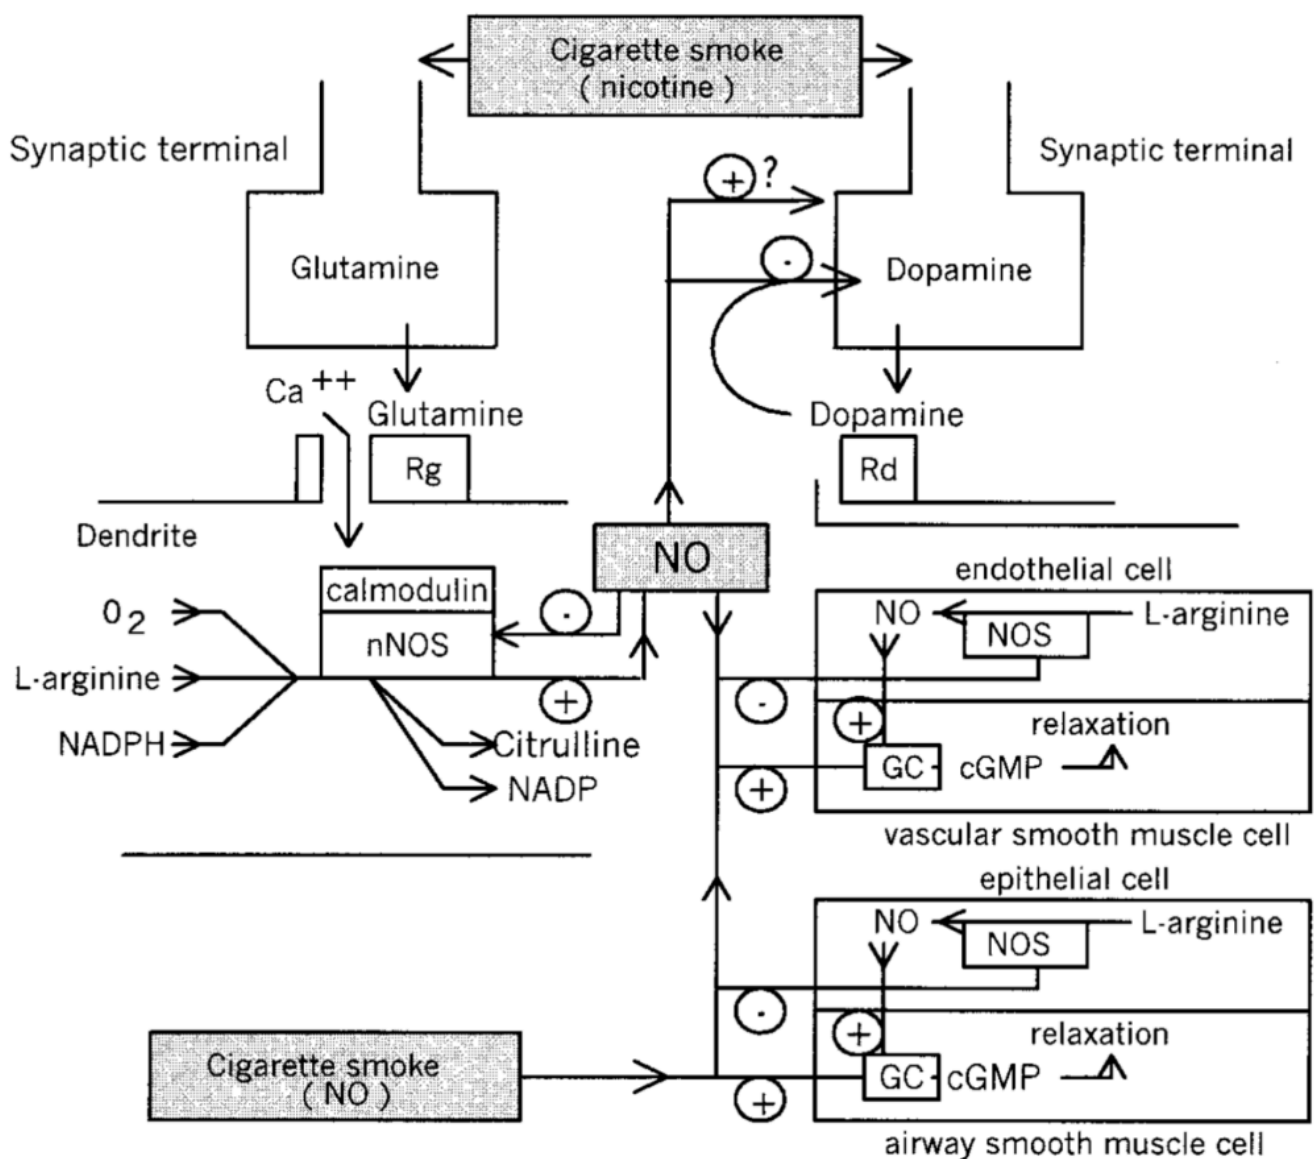 Cigarette smoke
( nicotine )
Synaptic terminal
Synaptic terminal
+ ?
-
Glutamine
Dopamine
Ca ++
Glutamine
Dopamine
Rg
Rd
Dendrite
NO
endothelial cell
calmodulin
nNOS
-
+
O2
L-arginine
NADPH
Citrulline
NADP
NO
NOS
L-arginine
-
+
relaxation
GC
cGMP
+
vascular smooth muscle cell
epithelial cell
NO
NOS
L-arginine
-
+
relaxation
GC
cGMP
+
airway smooth muscle cell
Cigarette smoke
( NO )